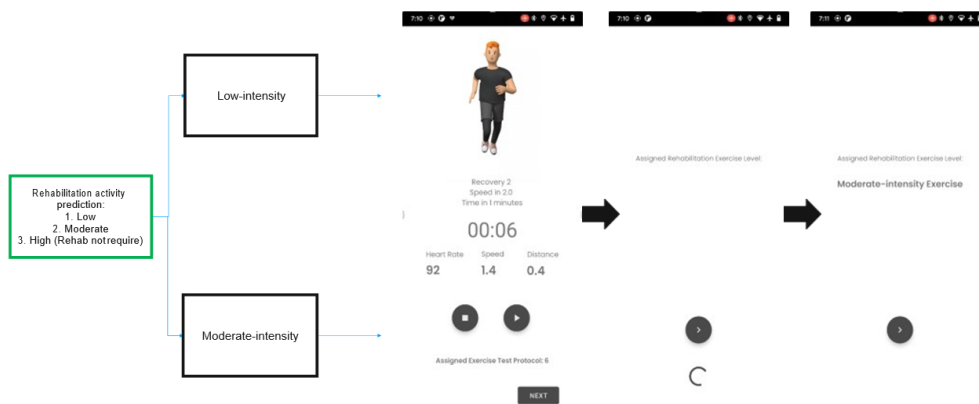 Rehabilitation activity
prediction:
1. Low
2. Moderate
3. High (Rehab not require)
Low-intensity
Moderate-intensity
7:10
Recovery 2
Speed in 2.0
Time in 1 minutes
00:06
Heart Rate Speed Distance
92 1.4 0.4
Assigned Exercise Test Protocol: 6
NEXT
7:10
Assigned Rehabilitation Exercise Level:
7:11
Assigned Rehabilitation Exercise Level:
Moderate-intensity Exercise